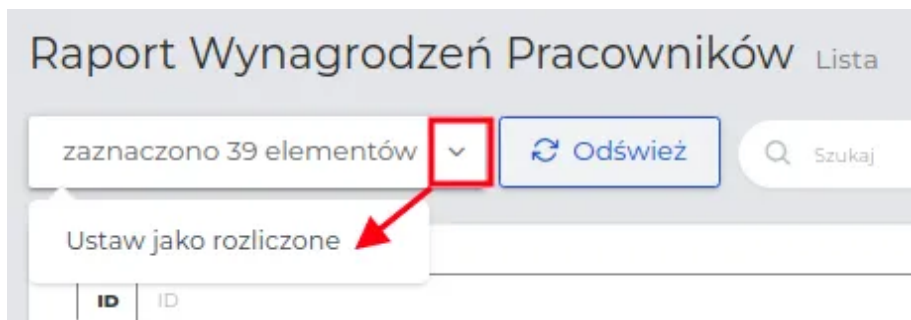 Raport Wynagrodzeń Pracowników Lista
zaznaczono 39 elementów Odśwież Szukaj
Ustaw jako rozliczone
ID ID